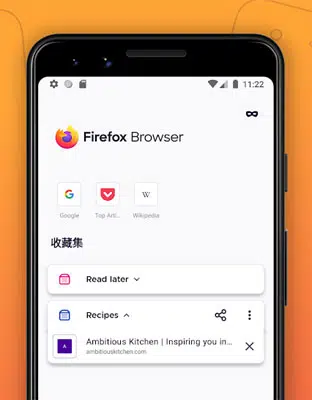 11:22
Firefox Browser
Google
Top Arti...
Wikipedia
收藏集
Read later
Recipes
Ambitious Kitchen | Inspiring you in...
ambitiouskitchen.com